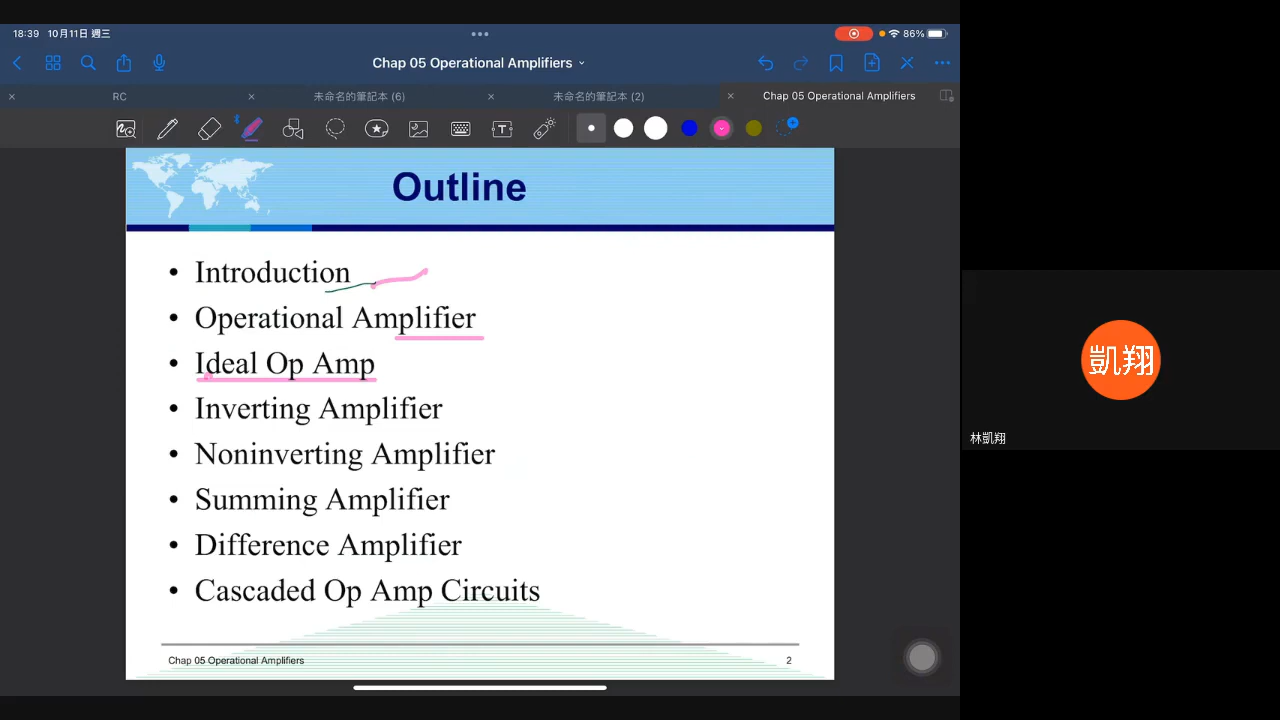 18:39 10月11日 週三
86%
Chap 05 Operational Amplifiers
RC
未命名的筆記本 (6)
未命名的筆記本 (2)
Chap 05 Operational Amplifiers
Outline
• Introduction
• Operational Amplifier
• Ideal Op Amp
• Inverting Amplifier
• Noninverting Amplifier
• Summing Amplifier
• Difference Amplifier
• Cascaded Op Amp Circuits
Chap 05 Operational Amplifiers 2
凱翔
林凱翔